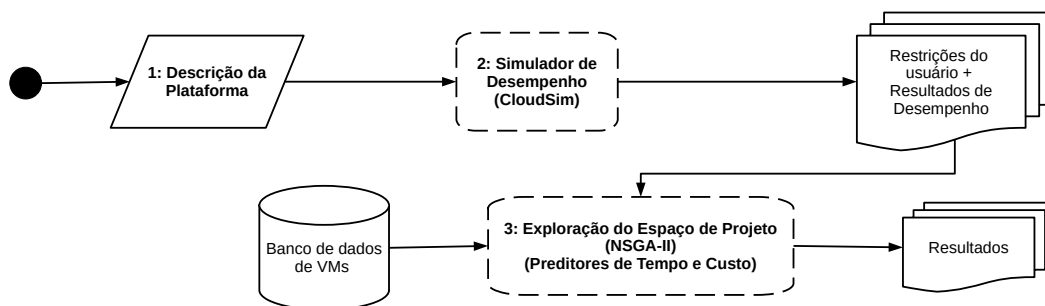 1: Descrição da
Plataforma
2: Simulador de
Desempenho
(CloudSim)
Restrições do
usuário +
Resultados de
Desempenho
Banco de dados
de VMs
3: Exploração do Espaço de Projeto
(NSGA-II)
(Preditores de Tempo e Custo)
Resultados